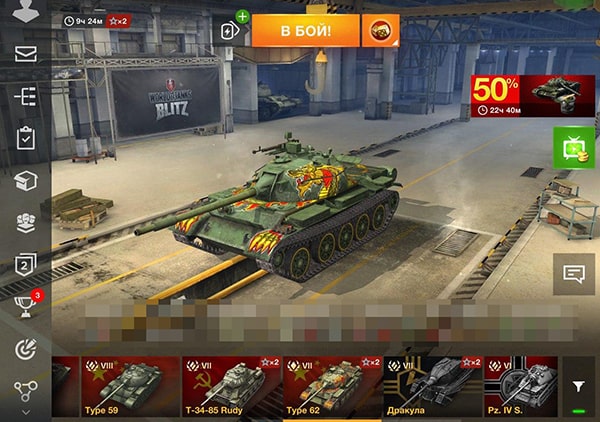 9ч 24м ×2
В БОЙ!
WORLD OF TANKS
BLITZ
50%
22ч 40м
2
3
VIII
Type 59
VII ×2
T-34-85 Rudy
VII ×2
Type 62
VII ×2
Дракула
VI
Pz. IV S.